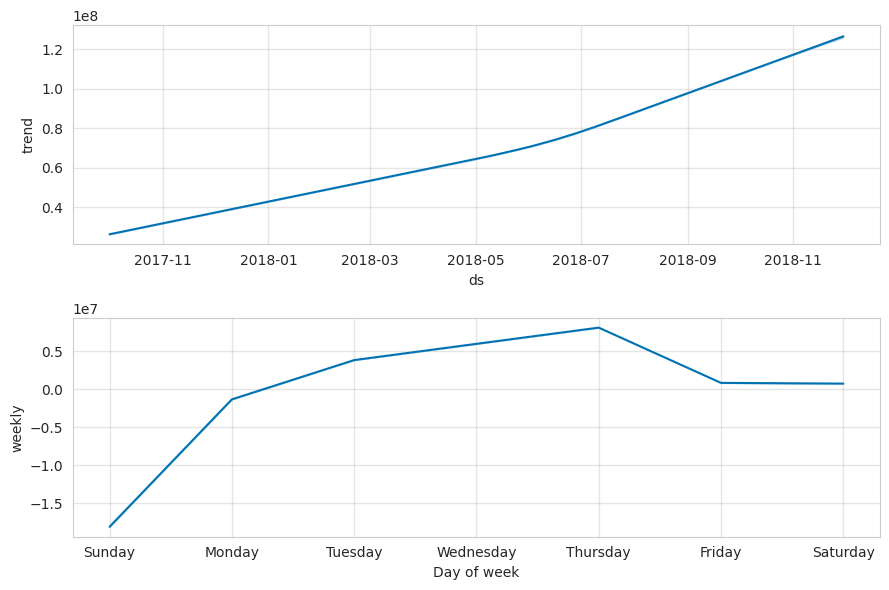 1e8
1.2
1.0
0.8
0.6
0.4
trend
2017-11 2018-01 2018-03 2018-05 2018-07 2018-09 2018-11
ds
1e7
0.5
0.0
−0.5
−1.0
−1.5
weekly
Sunday Monday Tuesday Wednesday Thursday Friday Saturday
Day of week